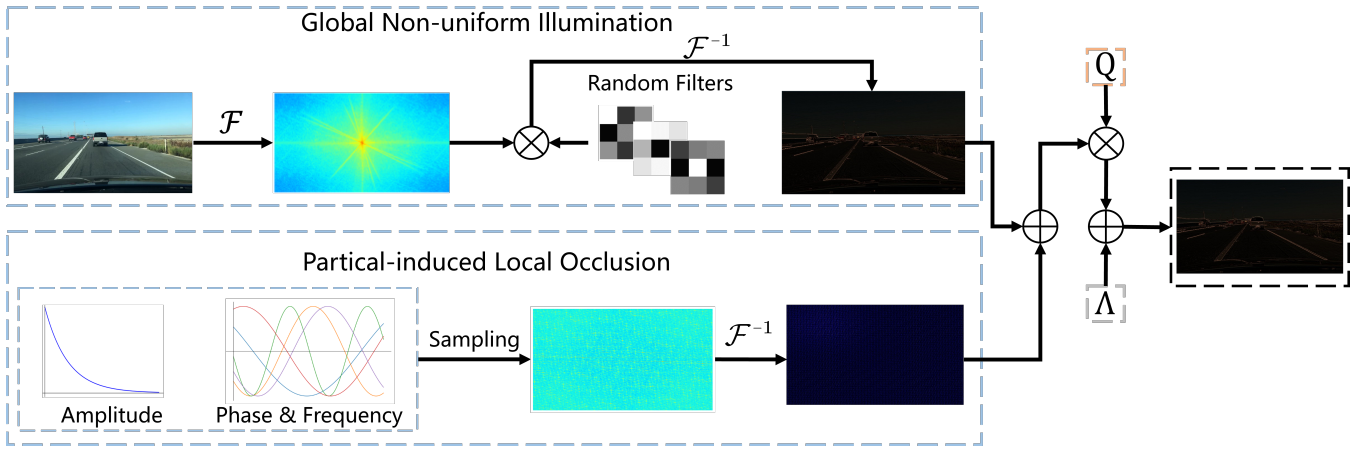 Global Non-uniform Illumination
ℱ
ℱ⁻¹
Random Filters
Q
Λ
Partical-induced Local Occlusion
Amplitude
Phase & Frequency
Sampling
ℱ⁻¹